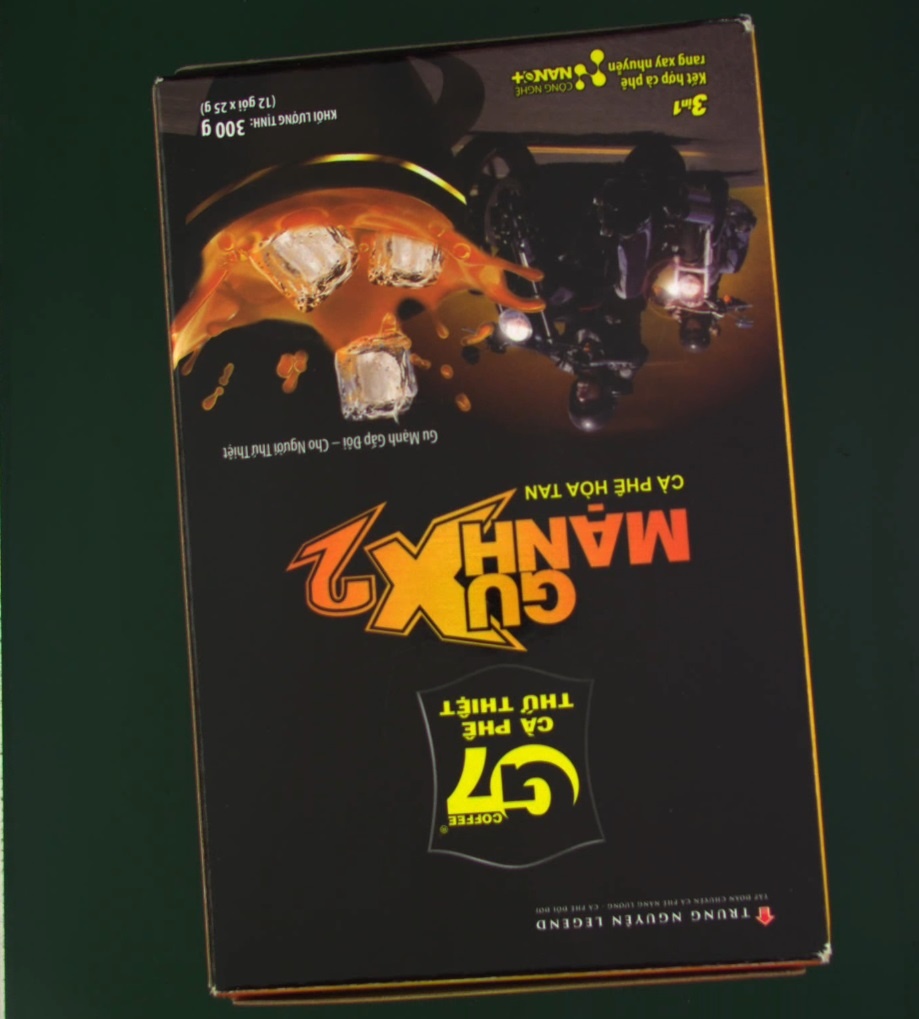 TRUNG NGUYÊN LEGEND
TẬP ĐOÀN CHUYÊN CÀ PHÊ NĂNG LƯỢNG - CÀ PHÊ ĐỔI ĐỜI
COFFEE ®
G7
CÀ PHÊ
THỨ THIỆT
GU
MẠNH X2
CÀ PHÊ HÒA TAN
Gu Mạnh Gấp Đôi – Cho Người Thứ Thiệt
3in1
Kết hợp cà phê
rang xay nhuyễn
CÔNG NGHỆ
NANO+
KHỐI LƯỢNG TỊNH: 300 g
(12 gói x 25 g)